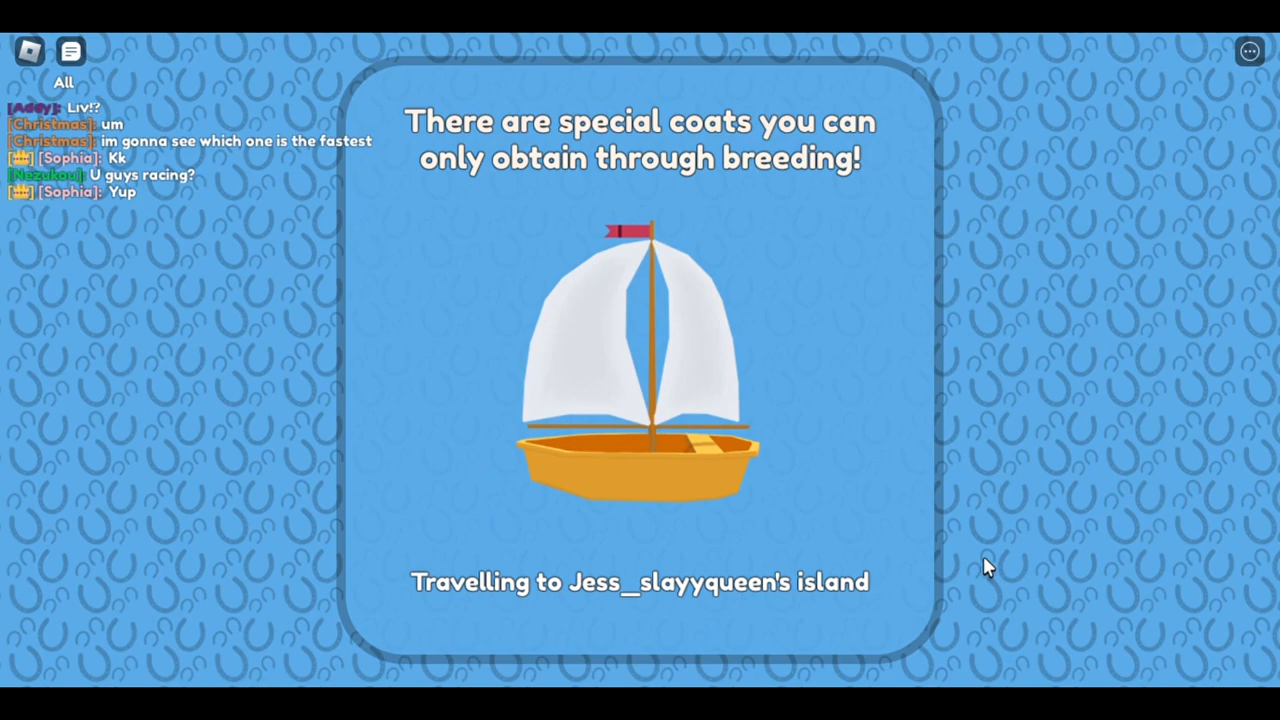 All
[Addy]: Liv!?
[Christmas]: um
[Christmas]: im gonna see which one is the fastest
[Sophia]: Kk
[Nezukou]: U guys racing?
[Sophia]: Yup
There are special coats you can
only obtain through breeding!
Travelling to Jess_slayyqueen's island